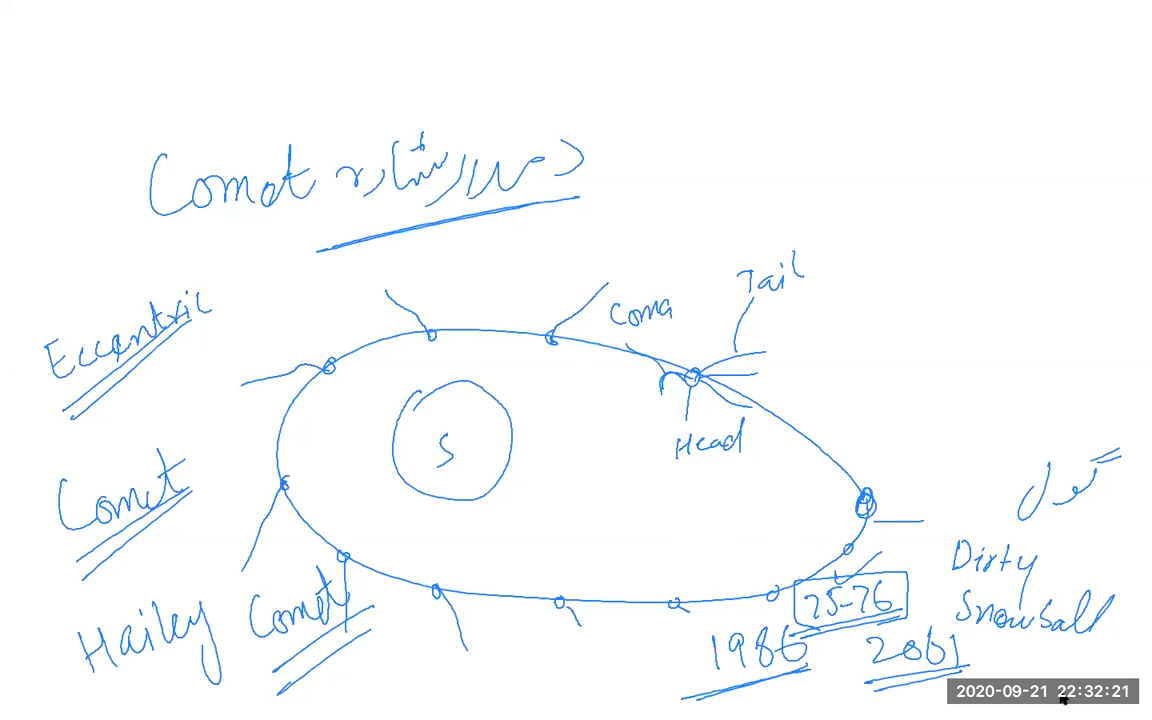 Comet دمدار ستارہ
Tail
Coma
Eccentric
S
Head
Comet
گول
Dirty
Snowball
75-76
Hailey Comet
1986 2061
2020-09-21 22:32:21